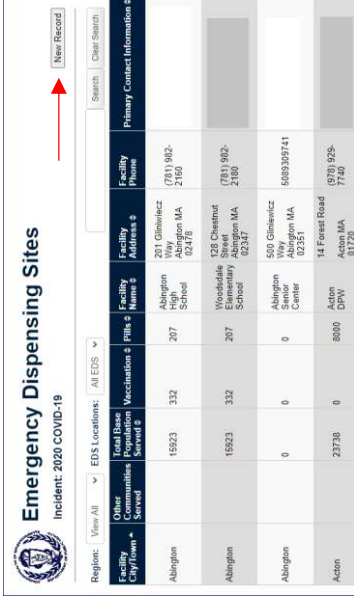 Emergency Dispensing Sites
Incident: 2020 COVID-19
New Record
Region: View All EDS Locations: All EDS Search Clear Search
Facility City/Town Other Communities Served Total Base Population Served Vaccination Pills Facility Name Facility Address Facility Phone Primary Contact Information
Abington 15923 332 207 Abington High School 201 Gliniewicz Way Abington MA 02478 (781) 982-2160
Abington 15923 332 207 Woodsdale Elementary School 128 Chestnut Street Abington MA 02347 (781) 982-2180
Abington 0 0 0 Abington Senior Center 500 Gliniewicz Way Abington MA 02351 5089309741
Acton 23738 0 8000 Acton DPW 14 Forest Road Acton MA 01720 (978) 929-7740